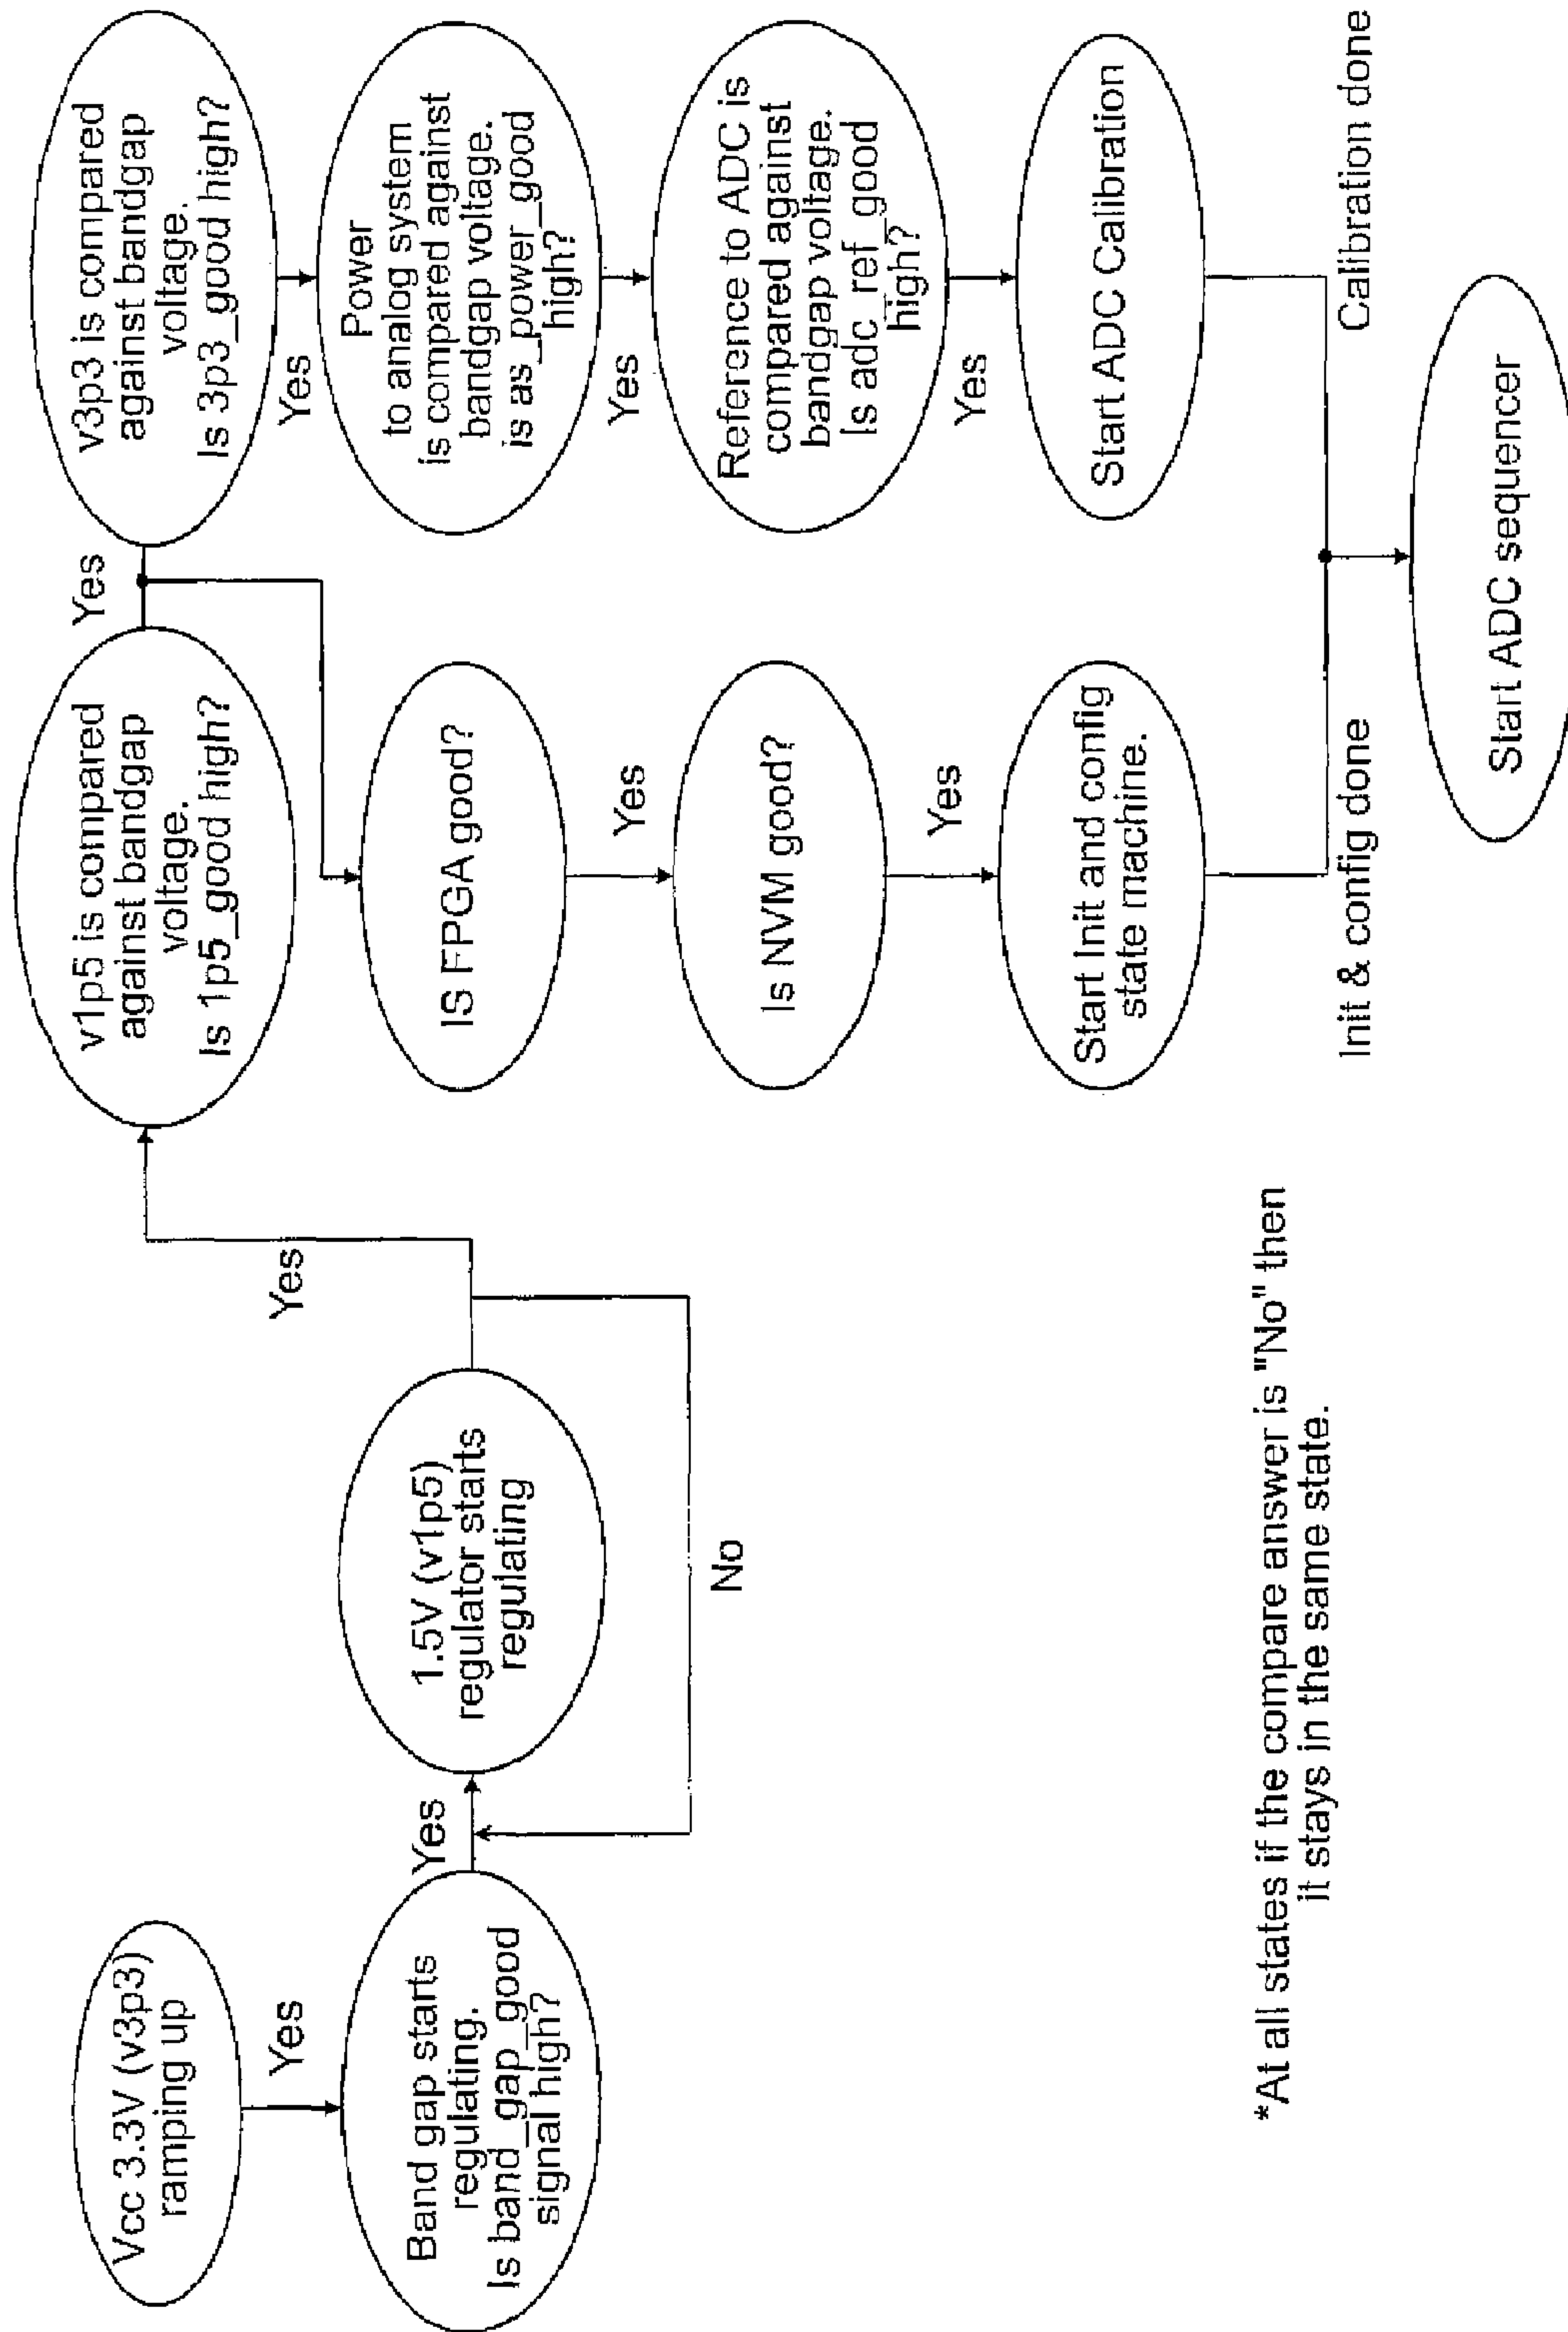 Vcc 3.3V (v3p3)
ramping up
Yes
Band gap starts
regulating.
Is band_gap_good
signal high?
Yes
1.5V (v1p5)
regulator starts
regulating
No
Yes
v1p5 is compared
against bandgap
voltage.
Is 1p5_good high?
Yes
IS FPGA good?
Yes
Is NVM good?
Yes
Start Init and config
state machine.
Init & config done
v3p3 is compared
against bandgap
voltage.
Is 3p3_good high?
Yes
Power
to analog system
is compared against
bandgap voltage.
is as_power_good
high?
Yes
Reference to ADC is
compared against
bandgap voltage.
Is adc_ref_good
high?
Yes
Start ADC Calibration
Calibration done
Start ADC sequencer
*At all states if the compare answer is "No" then
it stays in the same state.